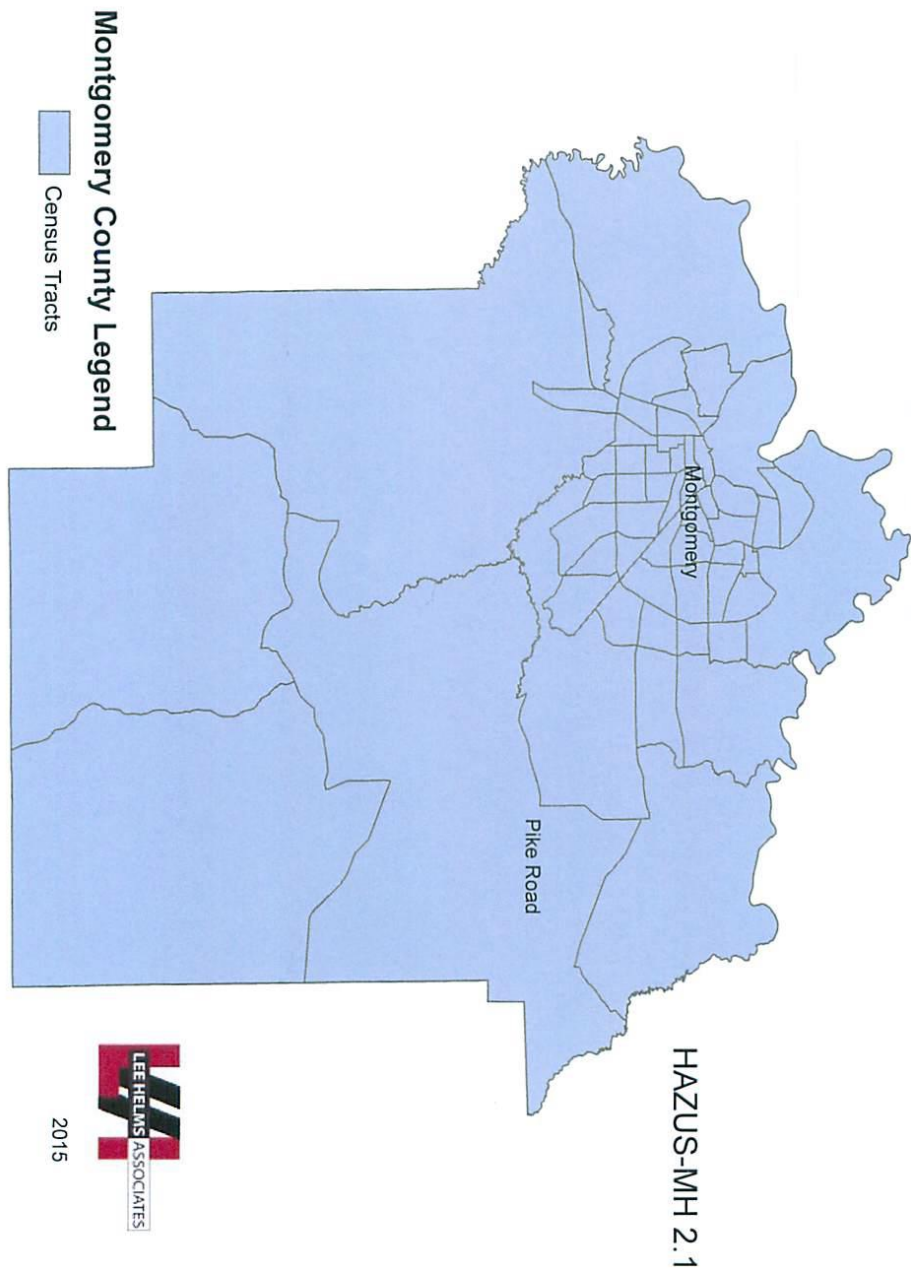 HAZUS-MH 2.1
Montgomery
Pike Road
Montgomery County Legend
Census Tracts
LEE HELMS ASSOCIATES
2015